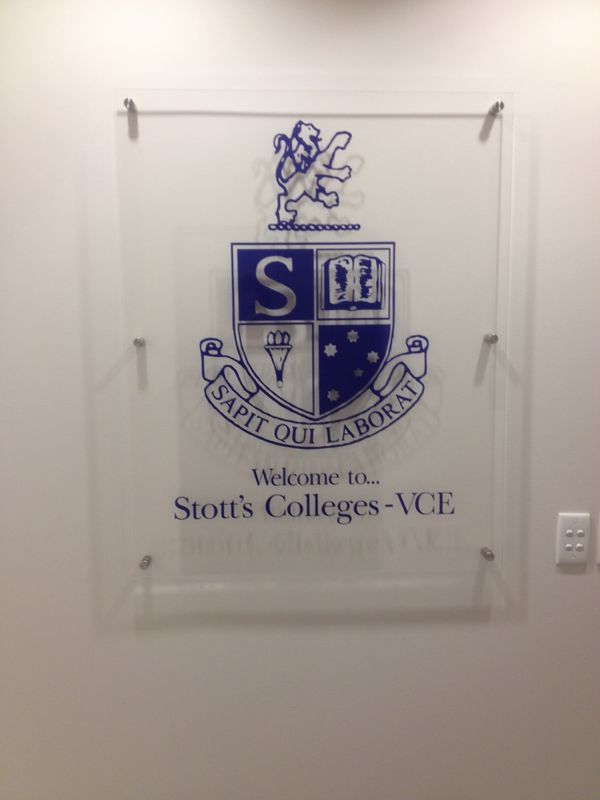 S
SAPIT QUI LABORAT
Welcome to...
Stott's Colleges-VCE